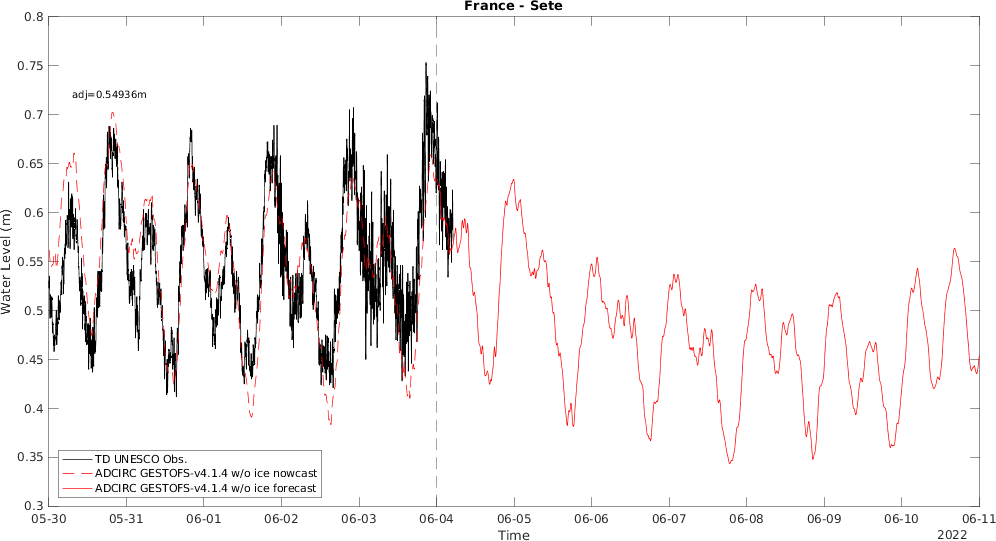 France - Sete
0.8
0.75
0.7
0.65
0.6
0.55
0.5
0.45
0.4
0.35
0.3
Water Level (m)
adj=0.54936m
TD UNESCO Obs.
ADCIRC GESTOFS-v4.1.4 w/o ice nowcast
ADCIRC GESTOFS-v4.1.4 w/o ice forecast
05-30 05-31 06-01 06-02 06-03 06-04 06-05 06-06 06-07 06-08 06-09 06-10 06-11
Time
2022